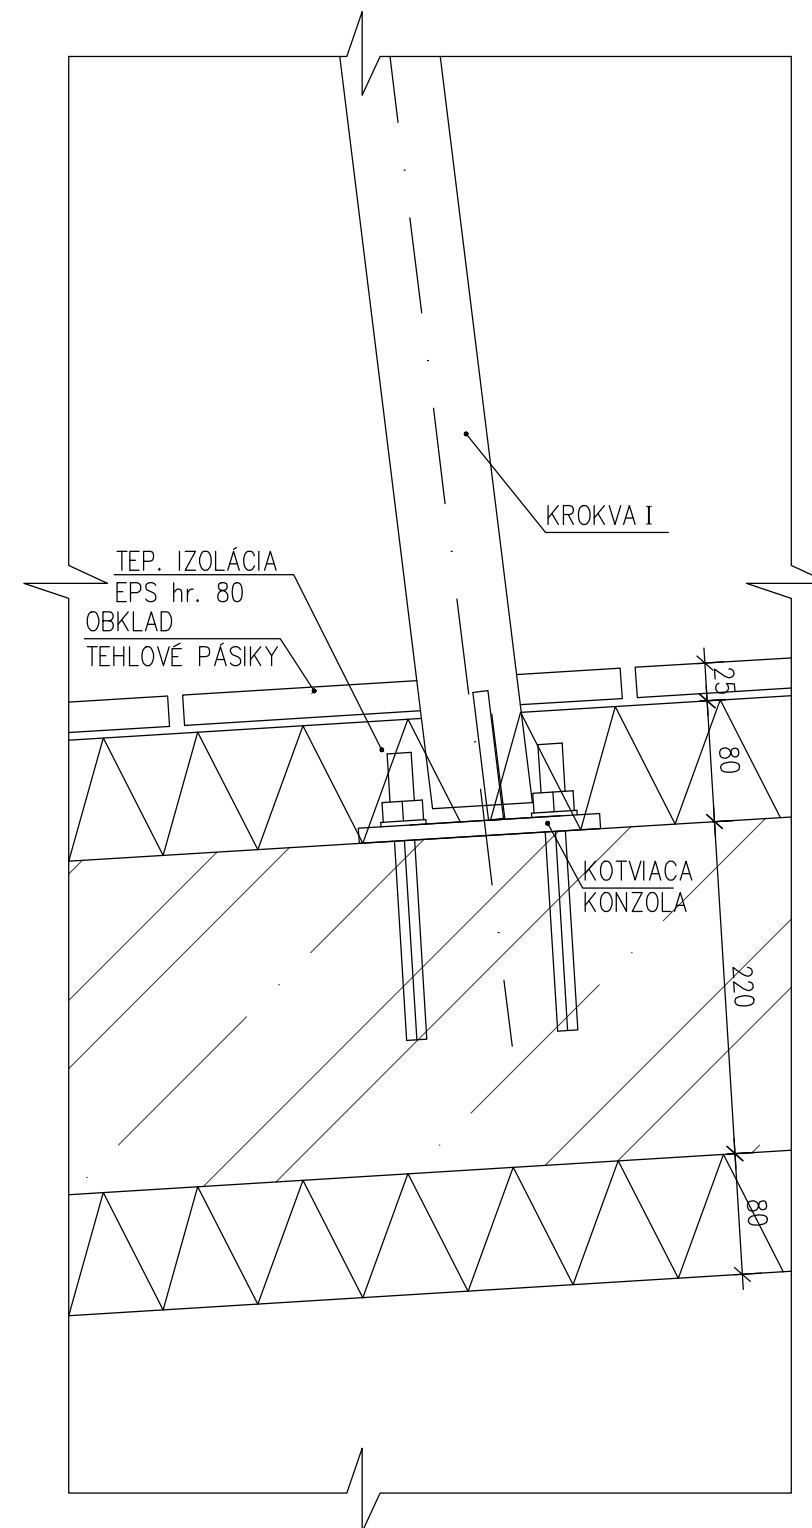 KROKVA I
TEP. IZOLÁCIA
EPS hr. 80
OBKLAD
TEHLOVÉ PÁSIKY
25
80
KOTVIACA
KONZOLA
220
80